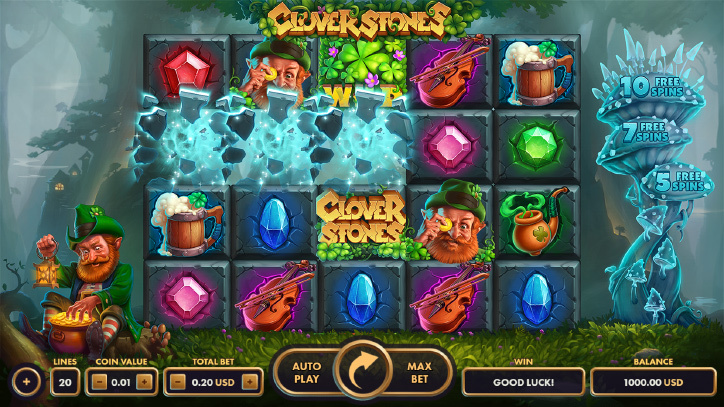 CLOVER STONES
WILD
10 FREE
SPINS
7 FREE
SPINS
5 FREE
SPINS
CLOVER
STONES
LINES
20
COIN VALUE
- 0.01 +
TOTAL BET
- 0.20 USD +
+
AUTO
PLAY
MAX
BET
WIN
GOOD LUCK!
BALANCE
1000.00 USD